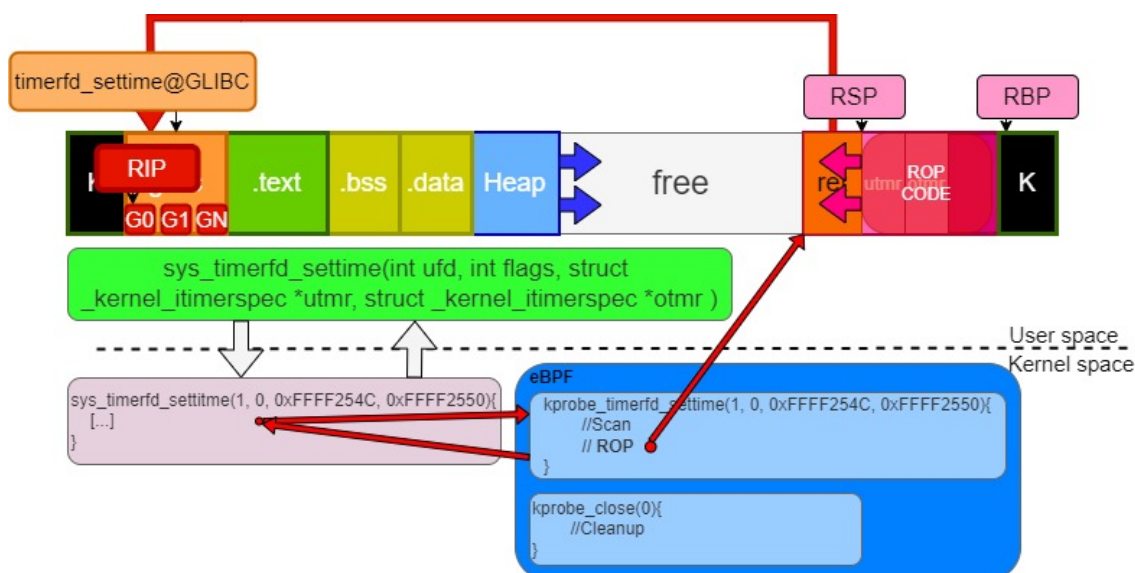 timerfd_settime@GLIBC
RSP
RBP
RIP
G0 G1 GN
.text
.bss
.data
Heap
free
utmr
ROP
CODE
K
sys_timerfd_settime(int ufd, int flags, struct
_kernel_itimerspec *utmr, struct _kernel_itimerspec *otmr )
User space
Kernel space
sys_timerfd_settitme(1, 0, 0xFFFF254C, 0xFFFF2550){
[...]
}
eBPF
kprobe_timerfd_settime(1, 0, 0xFFFF254C, 0xFFFF2550){
//Scan
// ROP
}
kprobe_close(0){
//Cleanup
}